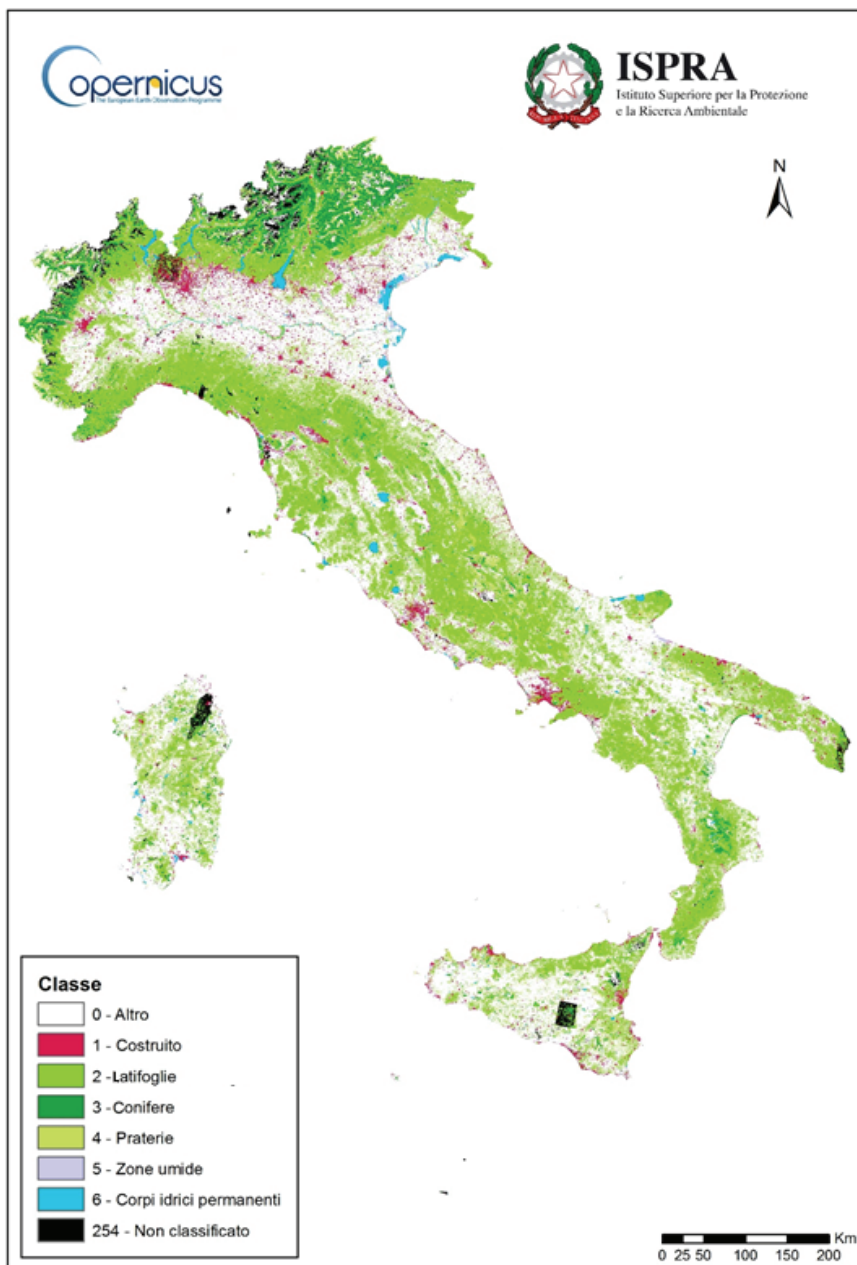 Copernicus
The European Earth Observation Programme
ISPRA
Istituto Superiore per la Protezione
e la Ricerca Ambientale
N
Classe
0 - Altro
1 - Costruito
2 - Latifoglie
3 - Conifere
4 - Praterie
5 - Zone umide
6 - Corpi idrici permanenti
254 - Non classificato
Km
0 25 50 100 150 200